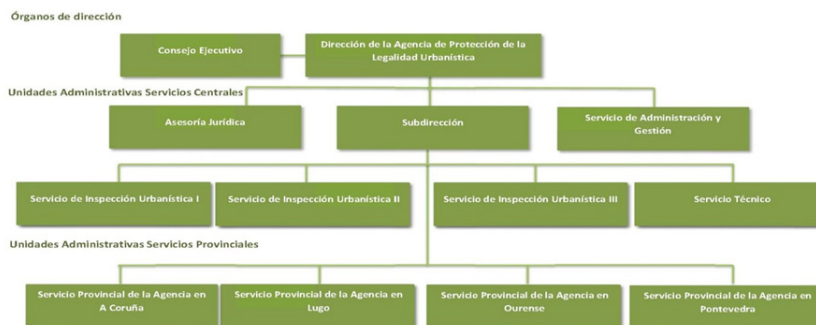 Órganos de dirección
Consejo Ejecutivo
Dirección de la Agencia de Protección de la
Legalidad Urbanística
Unidades Administrativas Servicios Centrales
Asesoría Jurídica
Subdirección
Servicio de Administración y
Gestión
Servicio de Inspección Urbanística I
Servicio de Inspección Urbanística II
Servicio de Inspección Urbanística III
Servicio Técnico
Unidades Administrativas Servicios Provinciales
Servicio Provincial de la Agencia en
A Coruña
Servicio Provincial de la Agencia en
Lugo
Servicio Provincial de la Agencia en
Ourense
Servicio Provincial de la Agencia en
Pontevedra